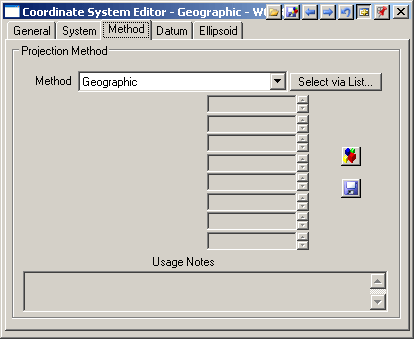 Coordinate System Editor - Geographic -
General System Method Datum Ellipsoid
Projection Method
Method Geographic Select via List...
Usage Notes